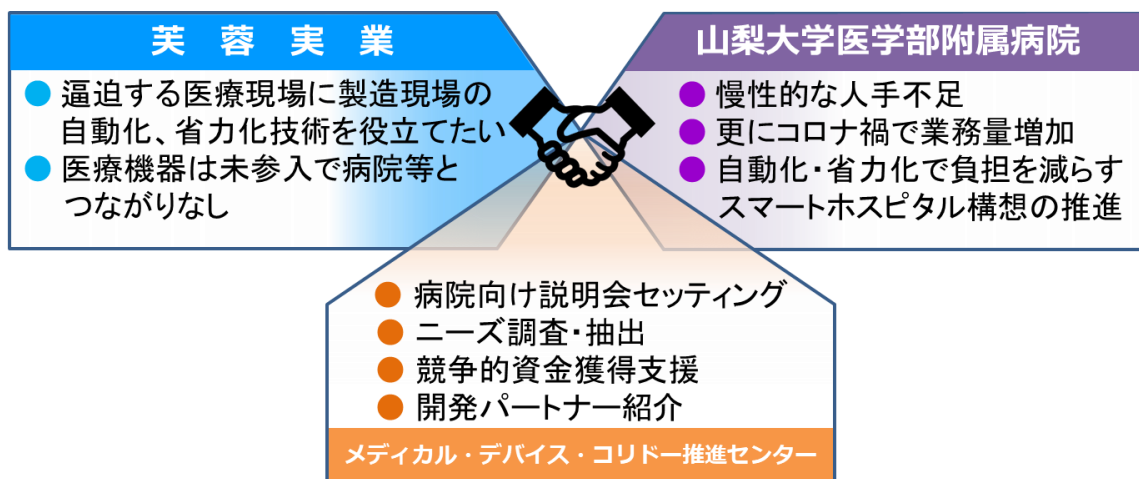 芙蓉実業
● 逼迫する医療現場に製造現場の
自動化、省力化技術を役立てたい
● 医療機器は未参入で病院等と
つながりなし
山梨大学医学部附属病院
● 慢性的な人手不足
● 更にコロナ禍で業務量増加
● 自動化・省力化で負担を減らす
スマートホスピタル構想の推進
● 病院向け説明会セッティング
● ニーズ調査・抽出
● 競争的資金獲得支援
● 開発パートナー紹介
メディカル・デバイス・コリドー推進センター